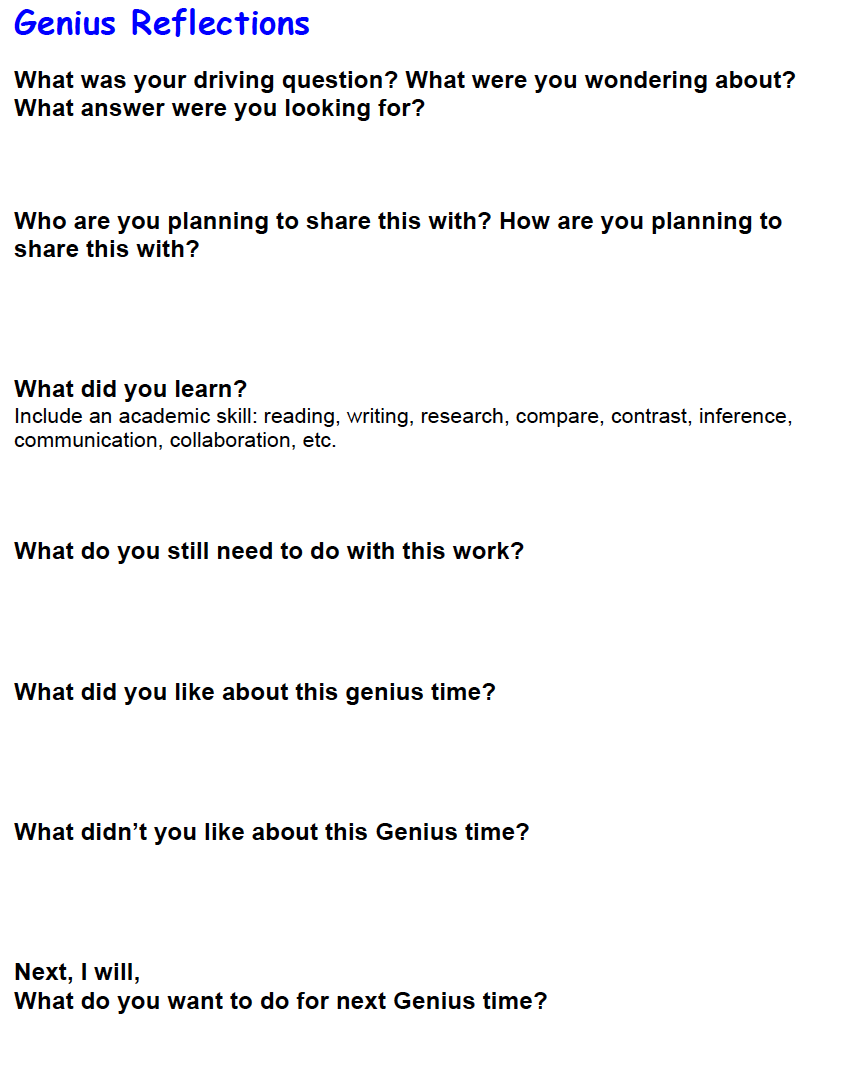 Genius Reflections
What was your driving question? What were you wondering about?
What answer were you looking for?
Who are you planning to share this with? How are you planning to
share this with?
What did you learn?
Include an academic skill: reading, writing, research, compare, contrast, inference,
communication, collaboration, etc.
What do you still need to do with this work?
What did you like about this genius time?
What didn’t you like about this Genius time?
Next, I will,
What do you want to do for next Genius time?